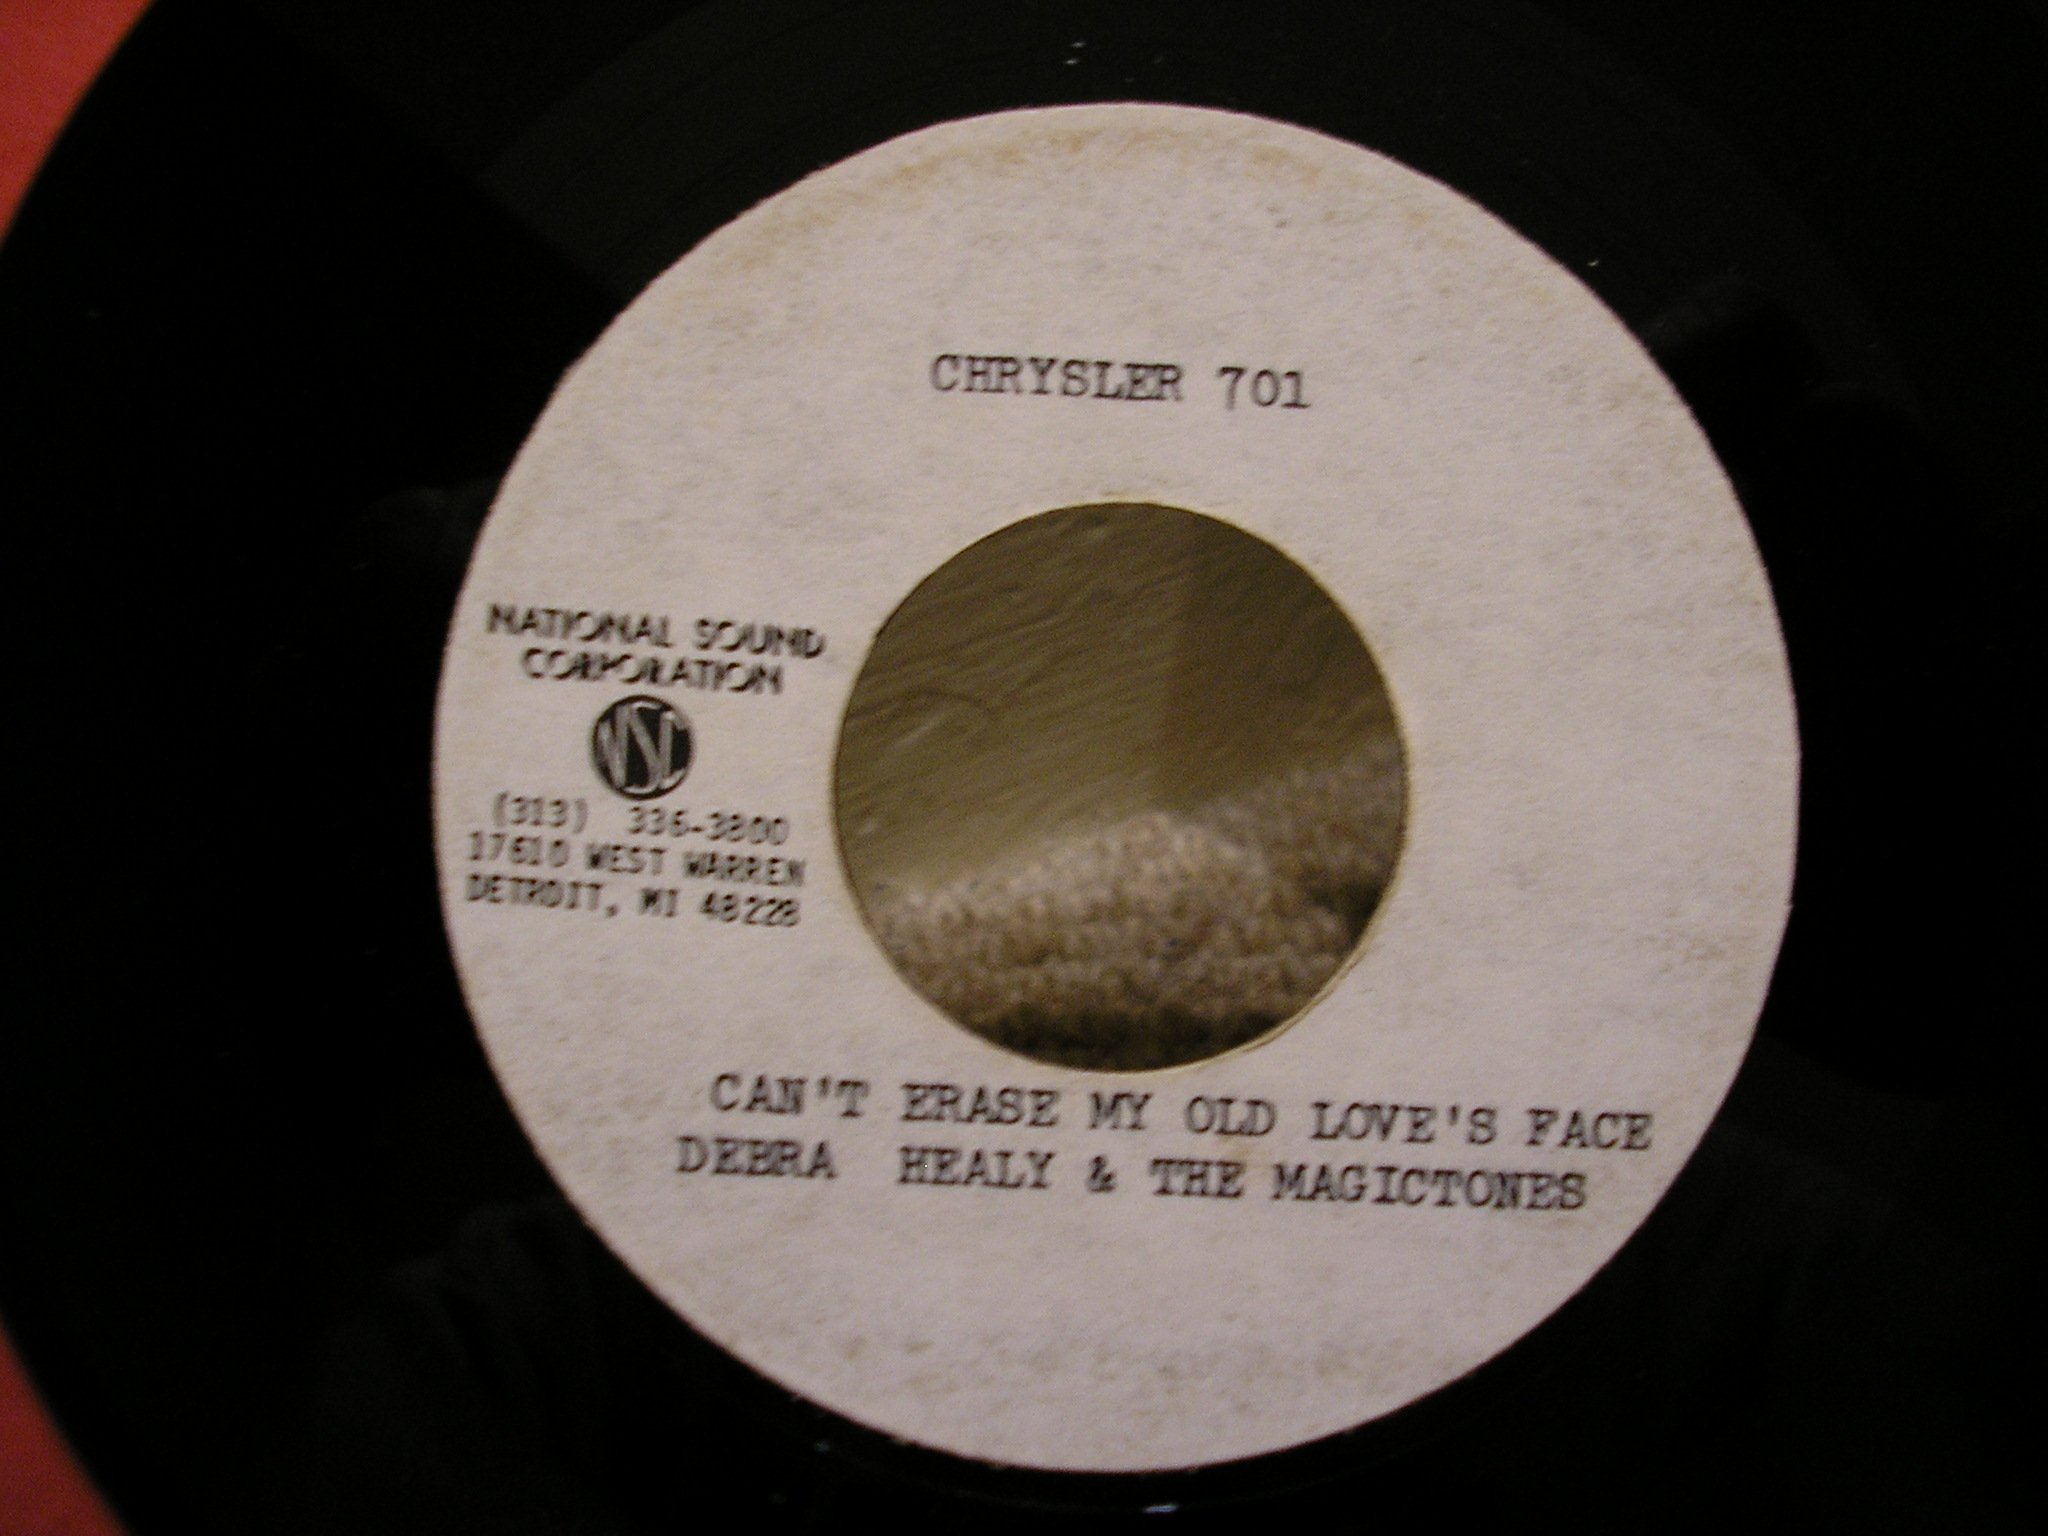 CHRYSLER 701
NATIONAL SOUND
CORPORATION
NSC
(313) 336-3800
17610 WEST WARREN
DETROIT, MI 48228
CAN'T ERASE MY OLD LOVE'S FACE
DEBRA HEALY & THE MAGICTONES